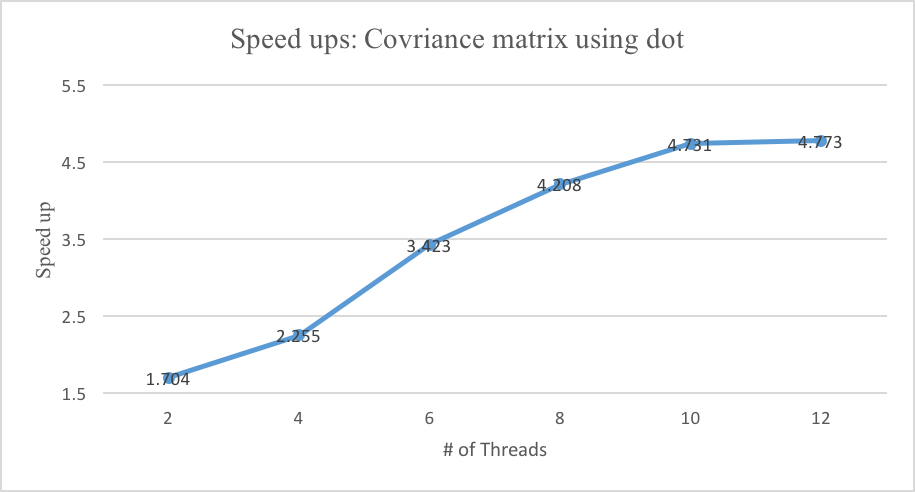 Speed ups: Covriance matrix using dot
5.5
4.5
3.5
2.5
1.5
Speed up
1.704
2.255
3.423
4.208
4.731
4.773
2 4 6 8 10 12
# of Threads